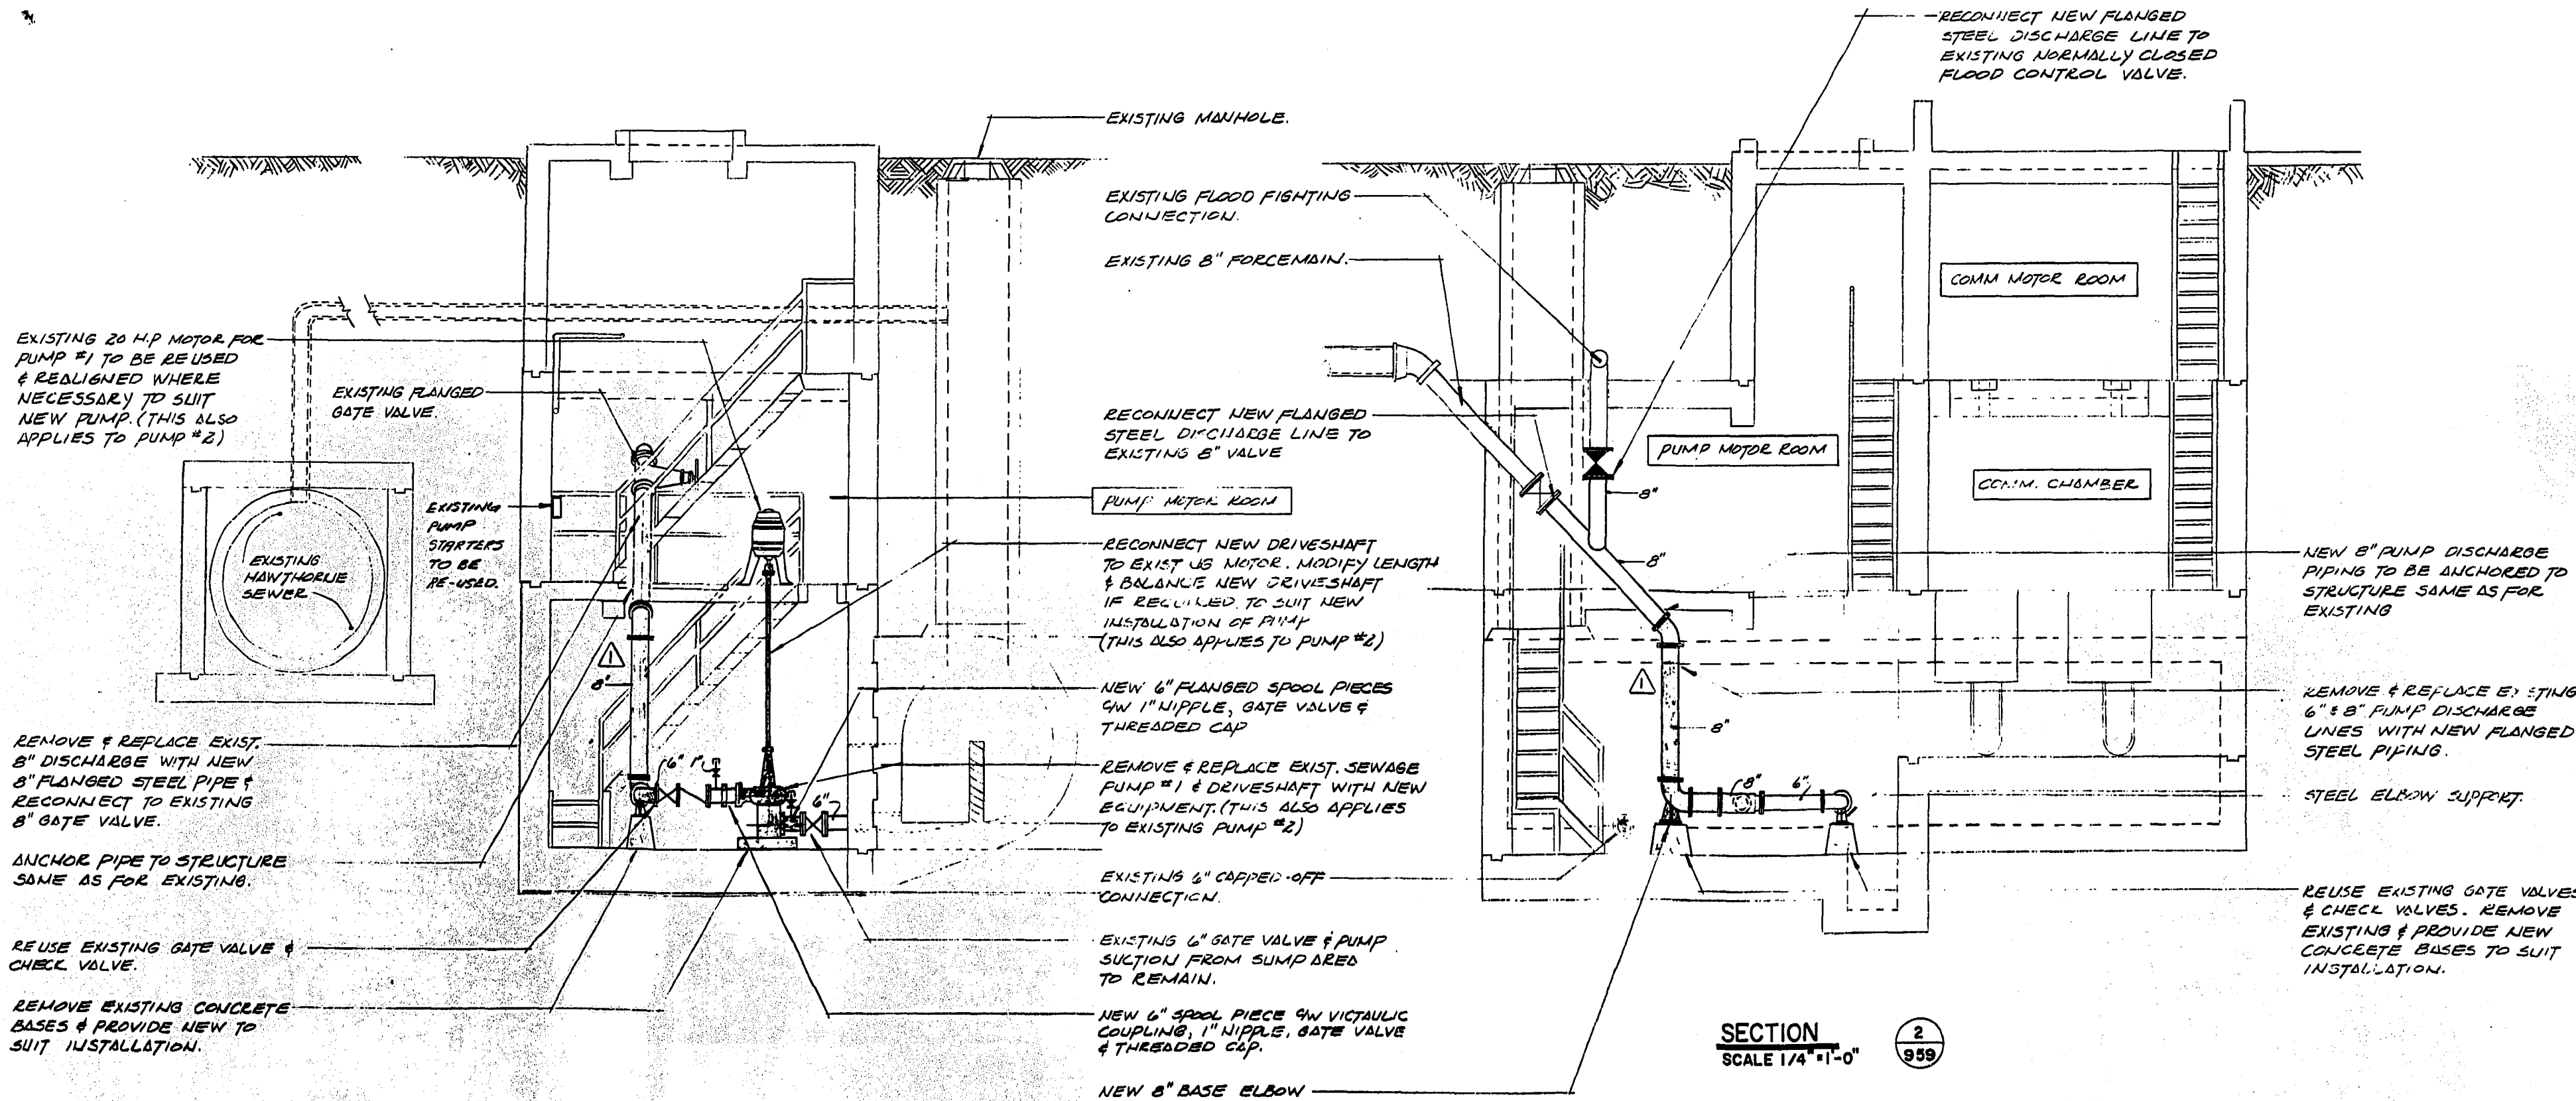 RECONNECT NEW FLANGED
STEEL DISCHARGE LINE TO
EXISTING NORMALLY CLOSED
FLOOD CONTROL VALVE.
EXISTING MANHOLE.
EXISTING FLOOD FIGHTING
CONNECTION.
EXISTING 8" FORCEMAIN.
COMM MOTOR ROOM
EXISTING 20 H.P MOTOR FOR
PUMP #1 TO BE REUSED
& REALIGNED WHERE
NECESSARY TO SUIT
NEW PUMP. (THIS ALSO
APPLIES TO PUMP #2)
EXISTING FLANGED
GATE VALVE.
RECONNECT NEW FLANGED
STEEL DISCHARGE LINE TO
EXISTING 8" VALVE
PUMP MOTOR ROOM
COMM. CHAMBER
PUMP MOTOR ROOM
8"
8"
EXISTING
PUMP
STARTERS
TO BE
RE-USED.
EXISTING
HAWTHORNE
SEWER
RECONNECT NEW DRIVESHAFT
TO EXISTING MOTOR. MODIFY LENGTH
& BALANCE NEW DRIVESHAFT
IF REQUIRED, TO SUIT NEW
INSTALLATION OF PUMP
(THIS ALSO APPLIES TO PUMP #2)
NEW 8" PUMP DISCHARGE
PIPING TO BE ANCHORED TO
STRUCTURE SAME AS FOR
EXISTING
1
8"
1
8"
NEW 6" FLANGED SPOOL PIECES
C/W 1" NIPPLE, GATE VALVE &
THREADED CAP
REMOVE & REPLACE EXISTING
6" & 8" PUMP DISCHARGE
LINES WITH NEW FLANGED
STEEL PIPING.
REMOVE & REPLACE EXIST.
8" DISCHARGE WITH NEW
8" FLANGED STEEL PIPE &
RECONNECT TO EXISTING
8" GATE VALVE.
6" 1"
6"
REMOVE & REPLACE EXIST. SEWAGE
PUMP #1 & DRIVESHAFT WITH NEW
EQUIPMENT. (THIS ALSO APPLIES
TO EXISTING PUMP #2)
8" 6"
STEEL ELBOW SUPPORT.
ANCHOR PIPE TO STRUCTURE
SAME AS FOR EXISTING.
EXISTING 6" CAPPED-OFF
CONNECTION.
REUSE EXISTING GATE VALVES
& CHECK VALVES. REMOVE
EXISTING & PROVIDE NEW
CONCRETE BASES TO SUIT
INSTALLATION.
REUSE EXISTING GATE VALVE &
CHECK VALVE.
EXISTING 6" GATE VALVE & PUMP
SUCTION FROM SUMP AREA
TO REMAIN.
REMOVE EXISTING CONCRETE
BASES & PROVIDE NEW TO
SUIT INSTALLATION.
NEW 6" SPOOL PIECE C/W VICTAULIC
COUPLING, 1" NIPPLE, GATE VALVE
& THREADED CAP.
NEW 8" BASE ELBOW
SECTION
SCALE 1/4"=1'-0"
2
959